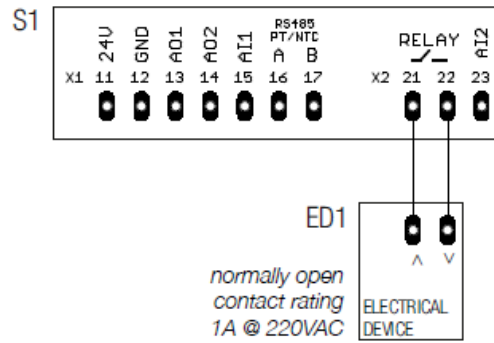 S1
24V GND AO1 AO2 AI1 RS485 PT/NTC A B RELAY AI2
X1 11 12 13 14 15 16 17 X2 21 22 23
ED1
normally open
contact rating
1A @ 220VAC
ELECTRICAL
DEVICE